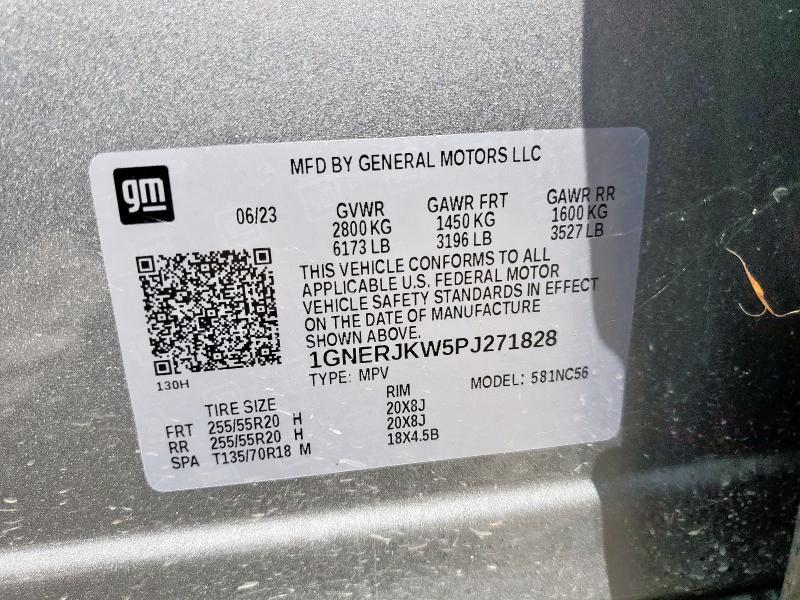 gm
MFD BY GENERAL MOTORS LLC
06/23
GVWR
2800 KG
6173 LB
GAWR FRT
1450 KG
3196 LB
GAWR RR
1600 KG
3527 LB
THIS VEHICLE CONFORMS TO ALL
APPLICABLE U.S. FEDERAL MOTOR
VEHICLE SAFETY STANDARDS IN EFFECT
ON THE DATE OF MANUFACTURE
SHOWN ABOVE.
1GNERJKW5PJ271828
130H
TYPE: MPV
MODEL: 581NC56
TIRE SIZE RIM
FRT 255/55R20 H 20X8J
RR 255/55R20 H 20X8J
SPA T135/70R18 M 18X4.5B